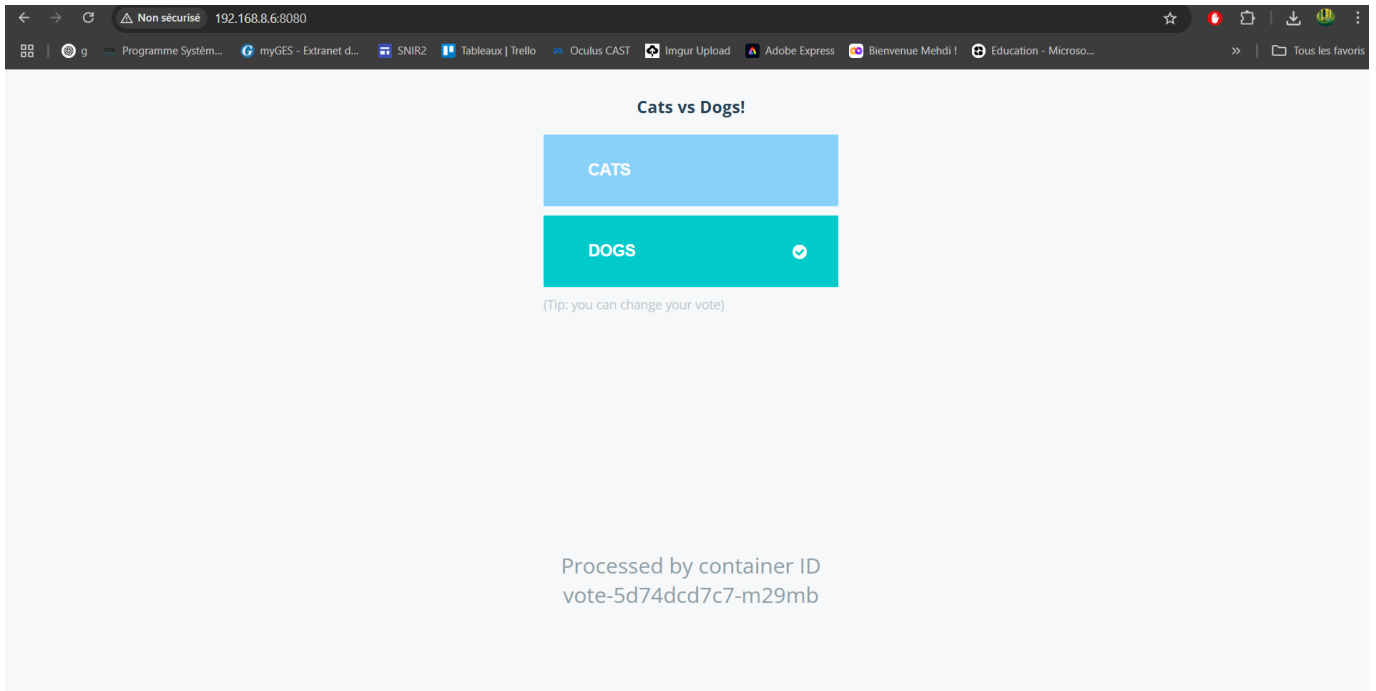 Non sécurisé 192.168.8.6:8080
g Programme Systèm... myGES - Extranet d... SNIR2 Tableaux | Trello Oculus CAST Imgur Upload Adobe Express Bienvenue Mehdi ! Education - Microso... » Tous les favoris
Cats vs Dogs!
CATS
DOGS
(Tip: you can change your vote)
Processed by container ID
vote-5d74dcd7c7-m29mb